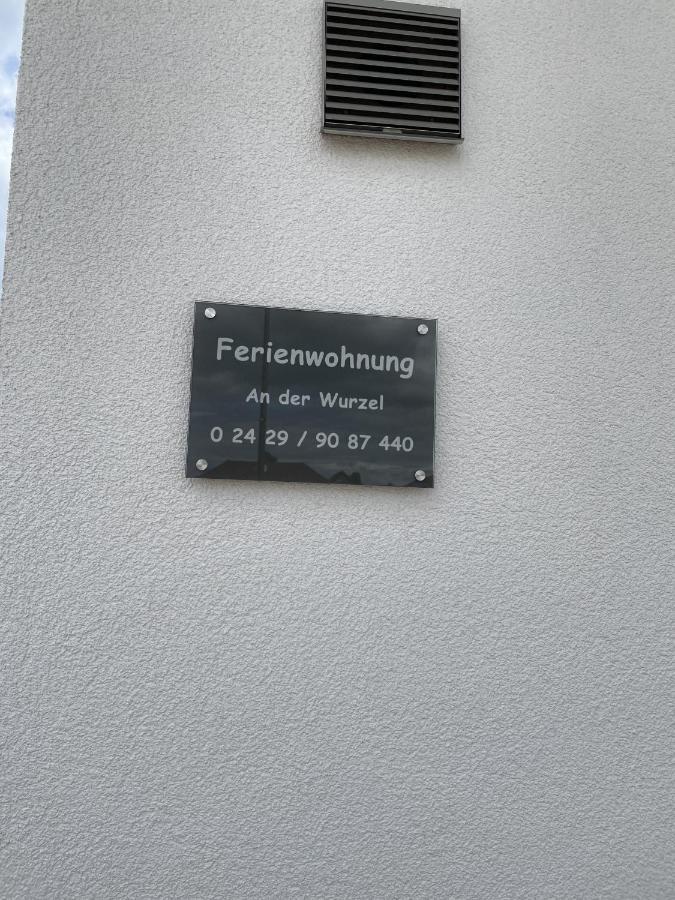 Ferienwohnung
An der Wurzel
0 24 29 / 90 87 440